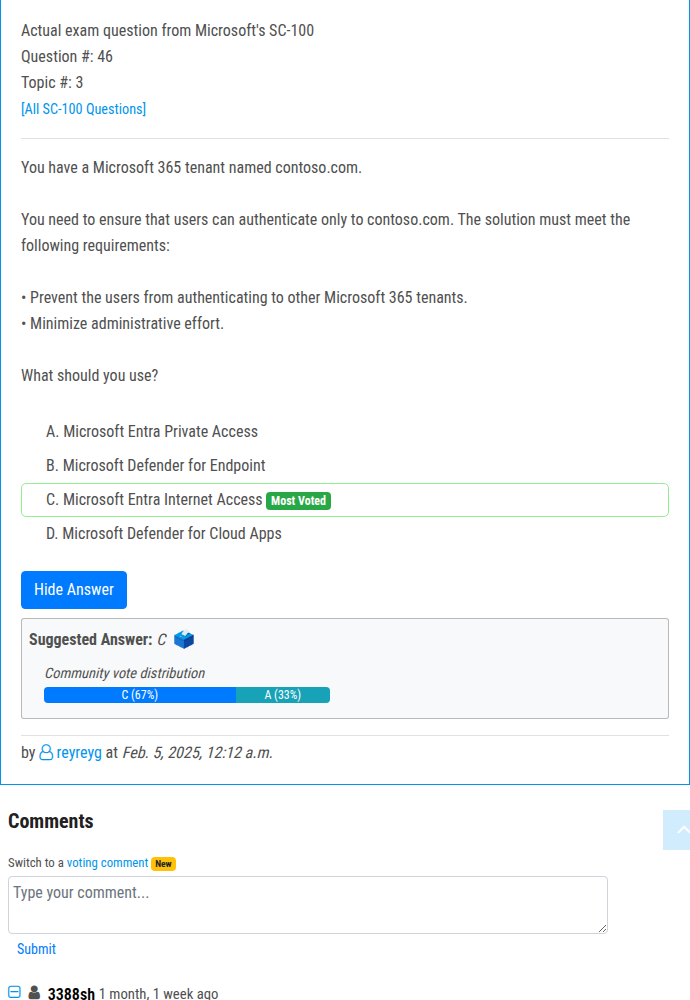 Actual exam question from Microsoft's SC-100
Question #: 46
Topic #: 3
[All SC-100 Questions]
You have a Microsoft 365 tenant named contoso.com.
You need to ensure that users can authenticate only to contoso.com. The solution must meet the
following requirements:
• Prevent the users from authenticating to other Microsoft 365 tenants.
• Minimize administrative effort.
What should you use?
A. Microsoft Entra Private Access
B. Microsoft Defender for Endpoint
C. Microsoft Entra Internet Access Most Voted
D. Microsoft Defender for Cloud Apps
Hide Answer
Suggested Answer: C
Community vote distribution
C (67%) A (33%)
by reyreyg at Feb. 5, 2025, 12:12 a.m.
Comments
Switch to a voting comment New
Type your comment...
Submit
3388sh 1 month, 1 week ago